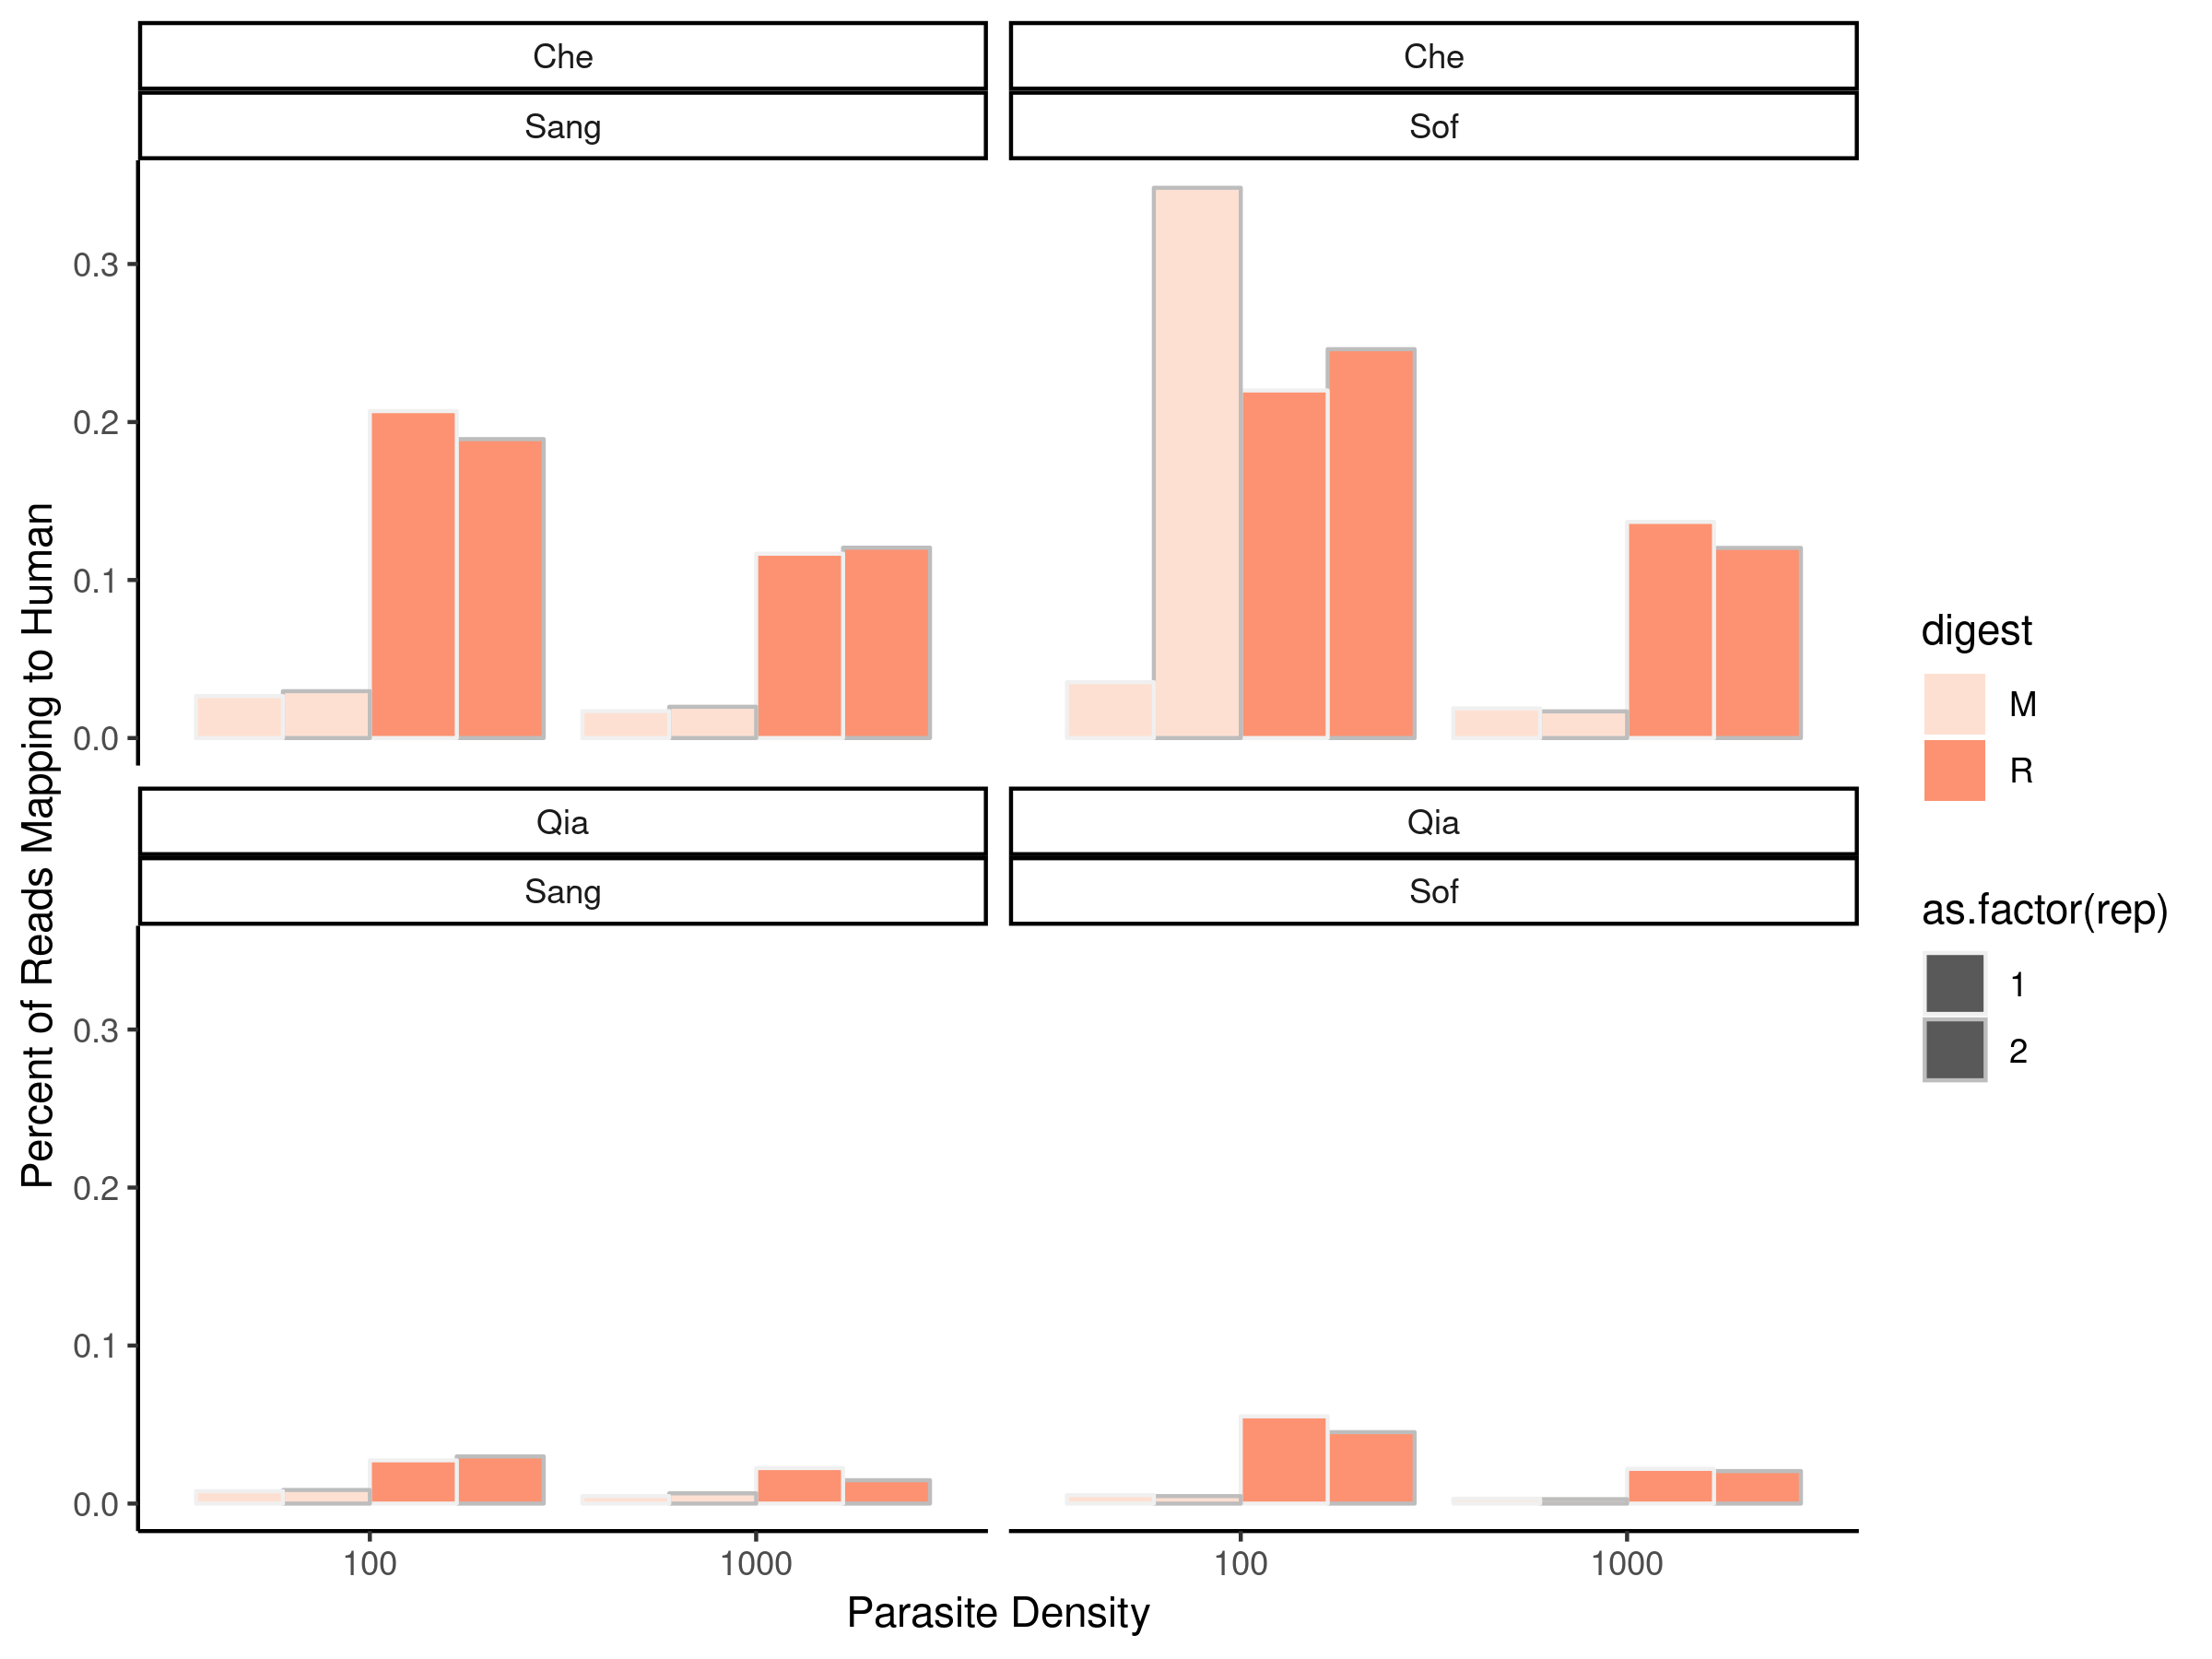 Che
Che
Sang
Sof
0.3
0.2
0.1
0.0
Qia
Qia
Sang
Sof
0.3
0.2
0.1
0.0
100
1000
100
1000
Parasite Density
Percent of Reads Mapping to Human
digest
M
R
as.factor(rep)
1
2